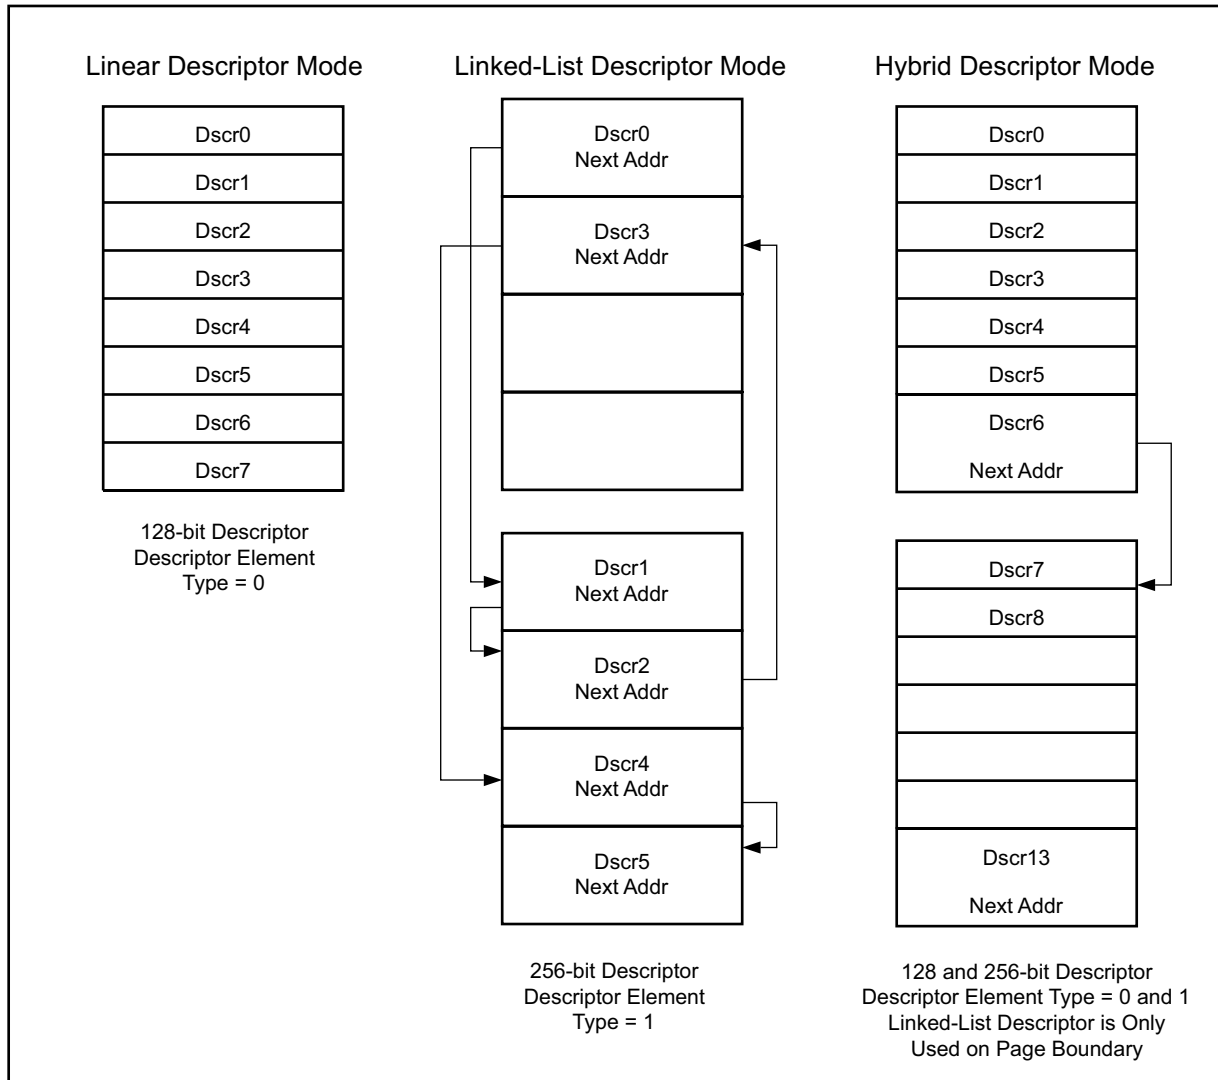 Linear Descriptor Mode
Dscr0
Dscr1
Dscr2
Dscr3
Dscr4
Dscr5
Dscr6
Dscr7
128-bit Descriptor
Descriptor Element
Type = 0
Linked-List Descriptor Mode
Dscr0
Next Addr
Dscr3
Next Addr
Dscr1
Next Addr
Dscr2
Next Addr
Dscr4
Next Addr
Dscr5
Next Addr
256-bit Descriptor
Descriptor Element
Type = 1
Hybrid Descriptor Mode
Dscr0
Dscr1
Dscr2
Dscr3
Dscr4
Dscr5
Dscr6
Next Addr
Dscr7
Dscr8
Dscr13
Next Addr
128 and 256-bit Descriptor
Descriptor Element Type = 0 and 1
Linked-List Descriptor is Only
Used on Page Boundary